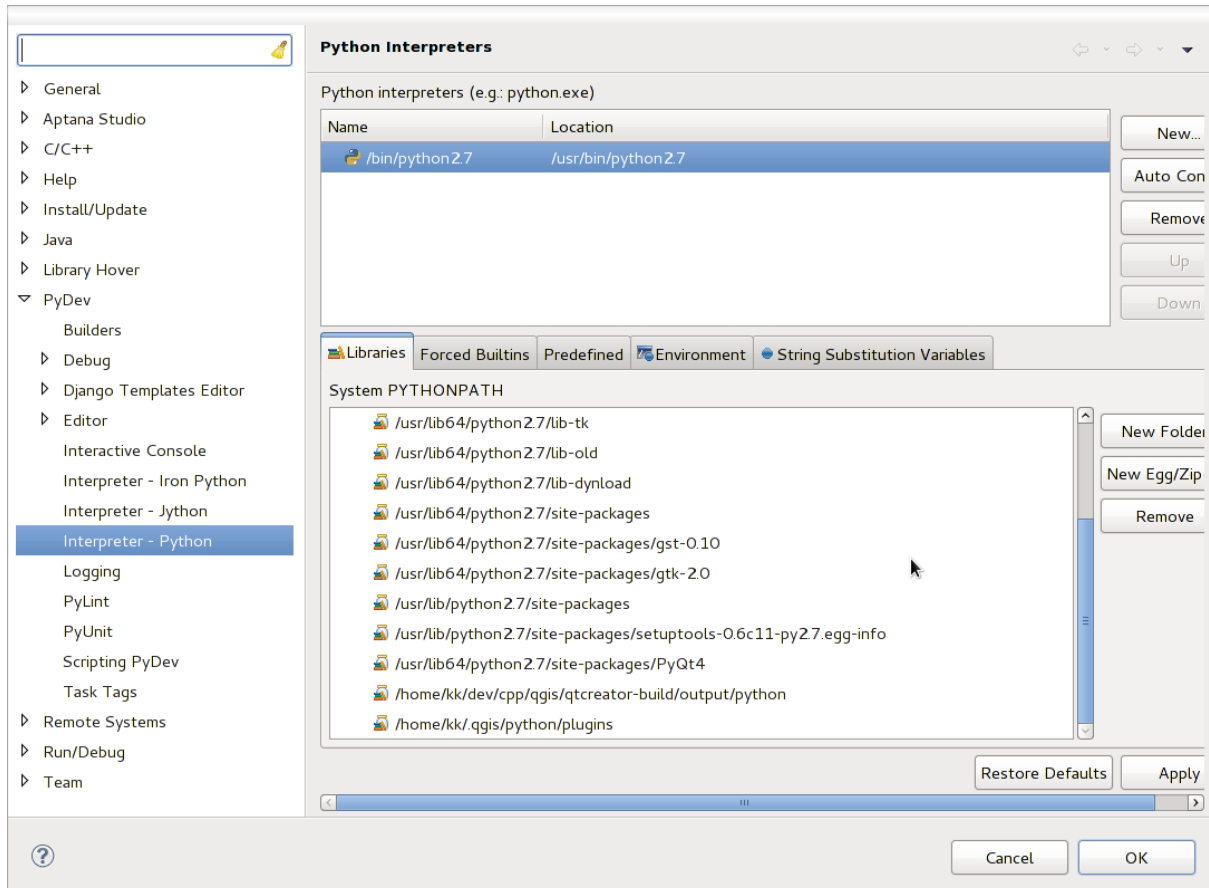 Python Interpreters
General
Aptana Studio
C/C++
Help
Install/Update
Java
Library Hover
PyDev
Builders
Debug
Django Templates Editor
Editor
Interactive Console
Interpreter - Iron Python
Interpreter - Jython
Interpreter - Python
Logging
PyLint
PyUnit
Scripting PyDev
Task Tags
Remote Systems
Run/Debug
Team
Python interpreters (e.g.: python.exe)
Name Location
/bin/python2.7 /usr/bin/python2.7
New...
Auto Con
Remove
Up
Down
Libraries Forced Builtins Predefined Environment String Substitution Variables
System PYTHONPATH
/usr/lib64/python2.7/lib-tk
/usr/lib64/python2.7/lib-old
/usr/lib64/python2.7/lib-dynload
/usr/lib64/python2.7/site-packages
/usr/lib64/python2.7/site-packages/gst-0.10
/usr/lib64/python2.7/site-packages/gtk-2.0
/usr/lib/python2.7/site-packages
/usr/lib/python2.7/site-packages/setuptools-0.6c11-py2.7.egg-info
/usr/lib64/python2.7/site-packages/PyQt4
/home/kk/dev/cpp/qgis/qtcreator-build/output/python
/home/kk/.qgis/python/plugins
New Folder
New Egg/Zip
Remove
Restore Defaults Apply
Cancel OK